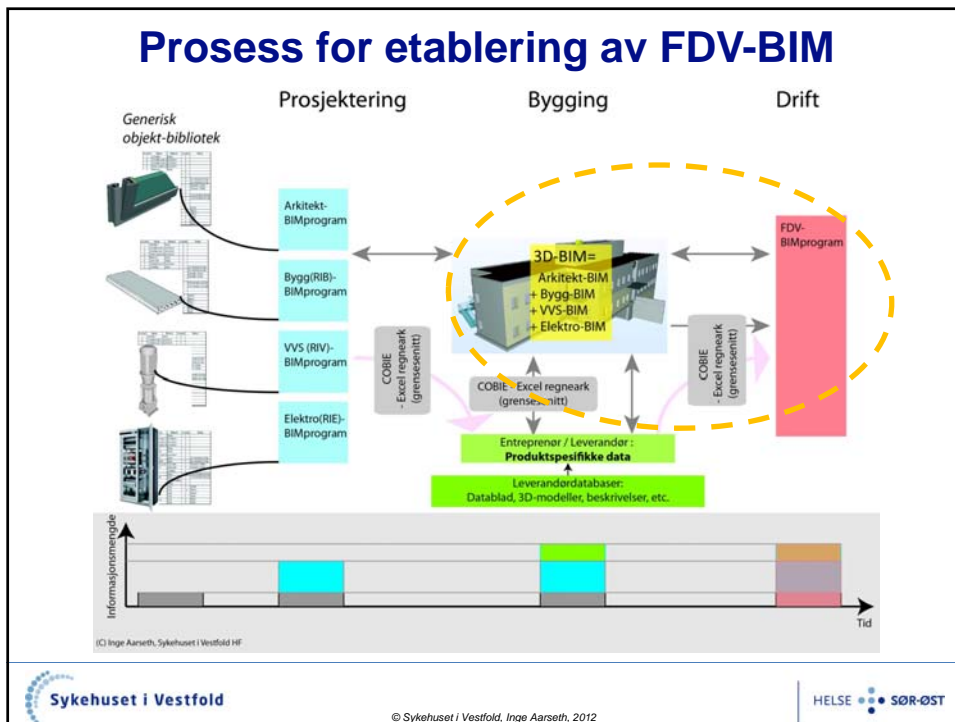 Prosess for etablering av FDV-BIM
Prosjektering
Bygging
Drift
Generisk
objekt-bibliotek
Arkitekt-
BIMprogram
Bygg(RIB)-
BIMprogram
VVS (RIV)-
BIMprogram
Elektro(RIE)-
BIMprogram
COBIE
- Excel regneark
(grensesenitt)
3D-BIM=
Arkitekt-BIM
+ Bygg-BIM
+ VVS-BIM
+ Elektro-BIM
COBIE - Excel regneark
(grensesnitt)
Entreprenør / Leverandør :
Produktspesifikke data
Leverandørdatabaser:
Datablad, 3D-modeller, beskrivelser, etc.
COBIE
- Excel regneark
(grensesenitt)
FDV-
BIMprogram
Informasjonsmengde
Tid
(C) Inge Aarseth, Sykehuset i Vestfold HF
Sykehuset i Vestfold
© Sykehuset i Vestfold, Inge Aarseth, 2012
HELSE SØR-ØST